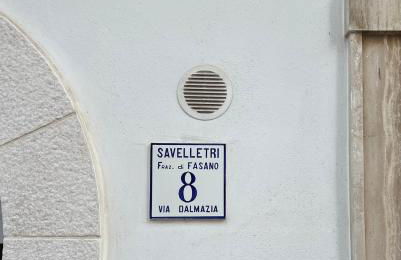 SAVELLETRI
FRAZ. di FASANO
8
VIA DALMAZIA